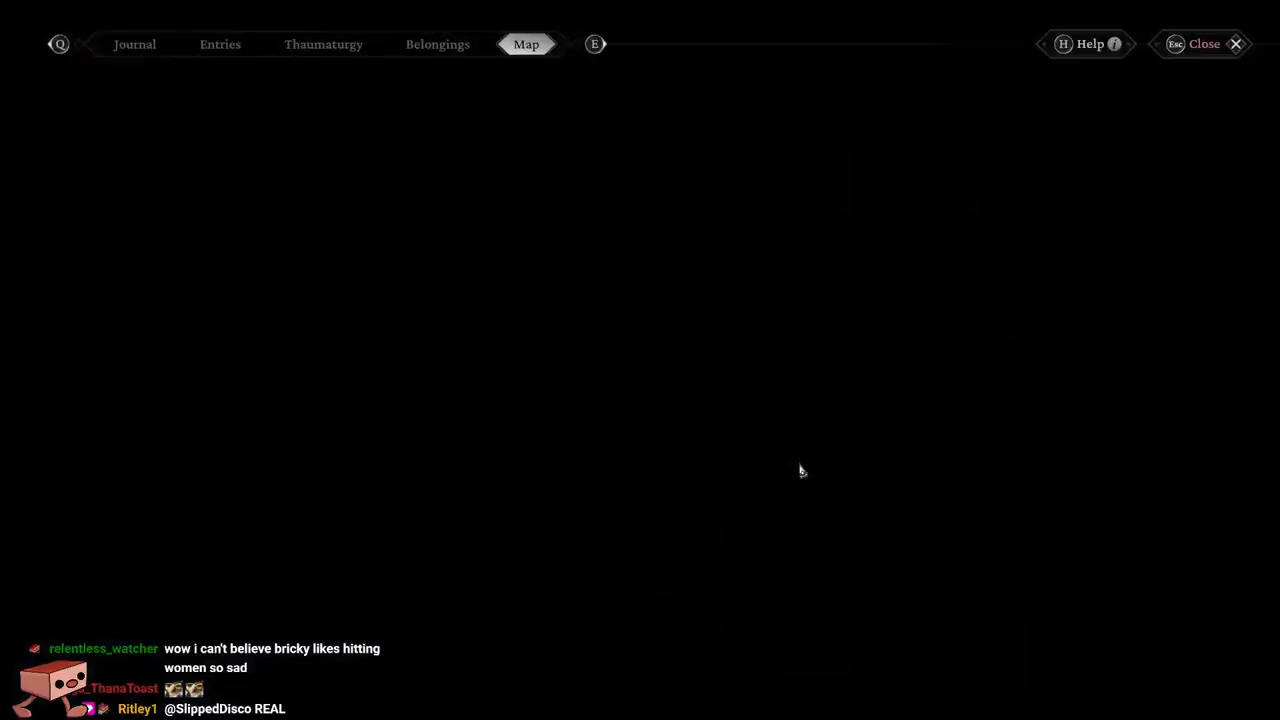 Q Journal Entries Thaumaturgy Belongings Map E H Help i Esc Close
relentless_watcher wow i can't believe bricky likes hitting
women so sad
_ThanaToast
Ritley1 @SlippedDisco REAL